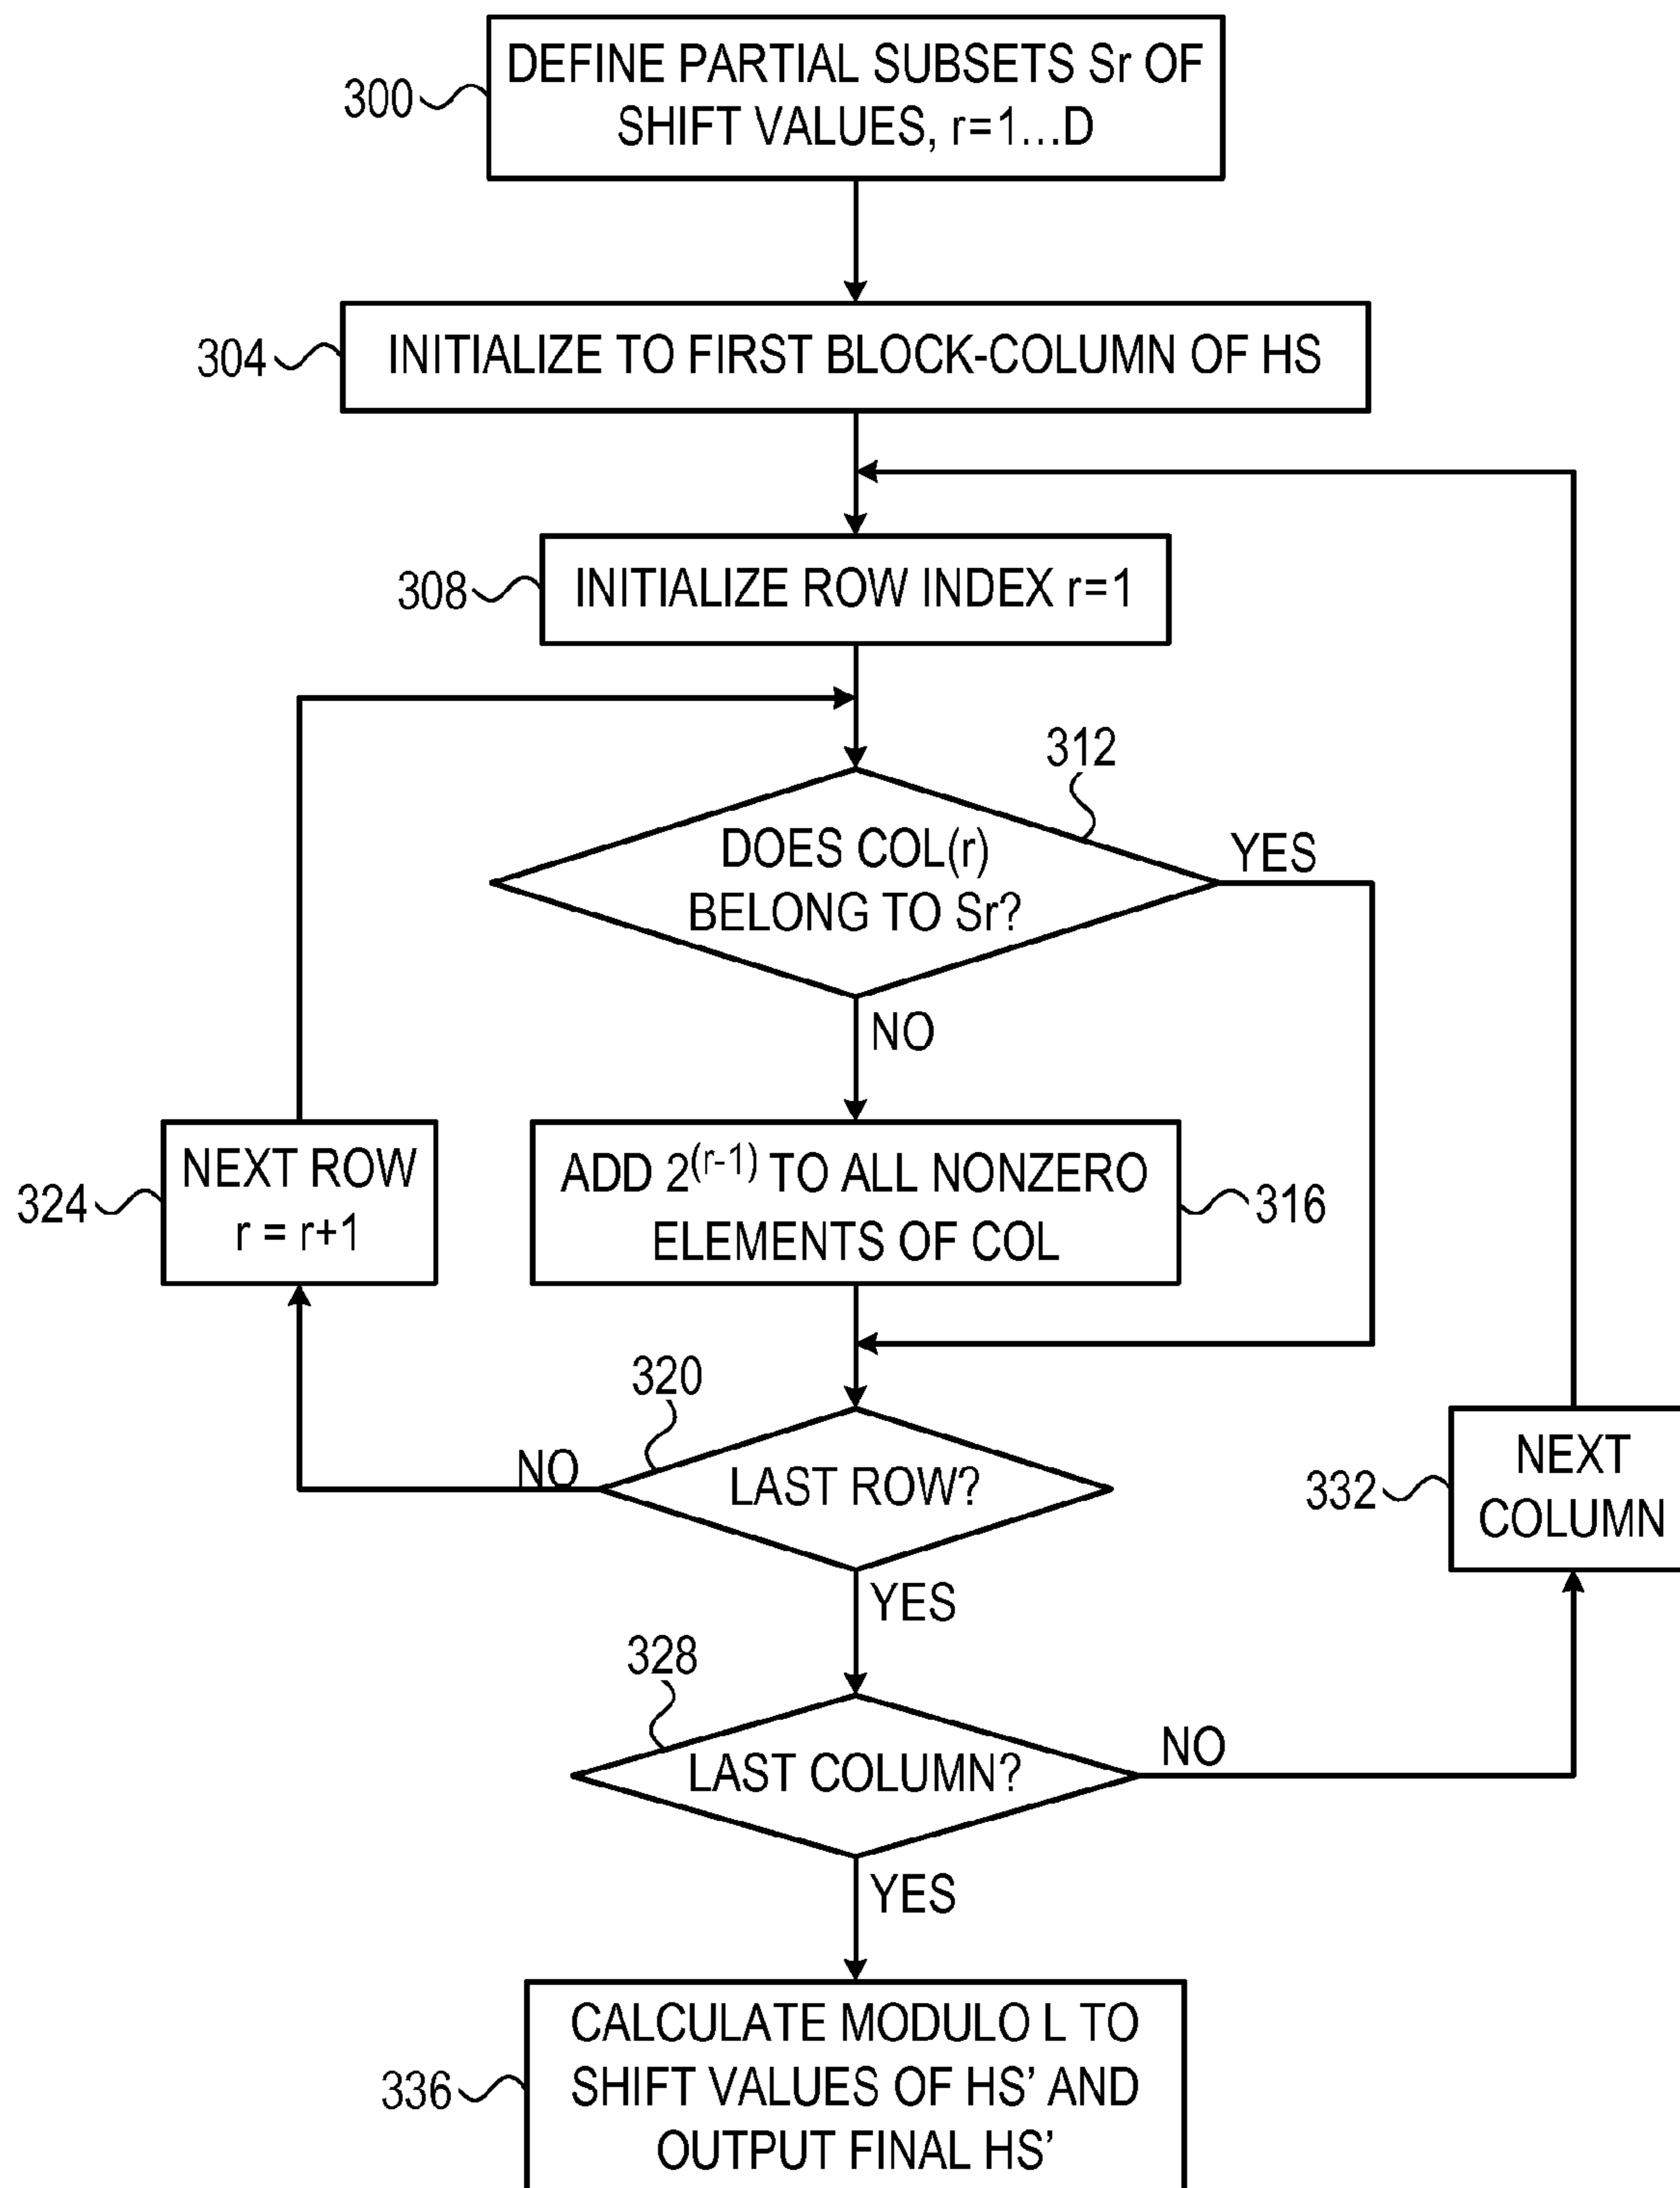 300
DEFINE PARTIAL SUBSETS Sr OF
SHIFT VALUES, r=1...D
304
INITIALIZE TO FIRST BLOCK-COLUMN OF HS
308
INITIALIZE ROW INDEX r=1
312
DOES COL(r)
BELONG TO Sr?
YES
NO
324
NEXT ROW
r = r+1
ADD 2^(r-1) TO ALL NONZERO
ELEMENTS OF COL
316
320
NO
LAST ROW?
YES
332
NEXT
COLUMN
328
LAST COLUMN?
NO
YES
336
CALCULATE MODULO L TO
SHIFT VALUES OF HS' AND
OUTPUT FINAL HS'